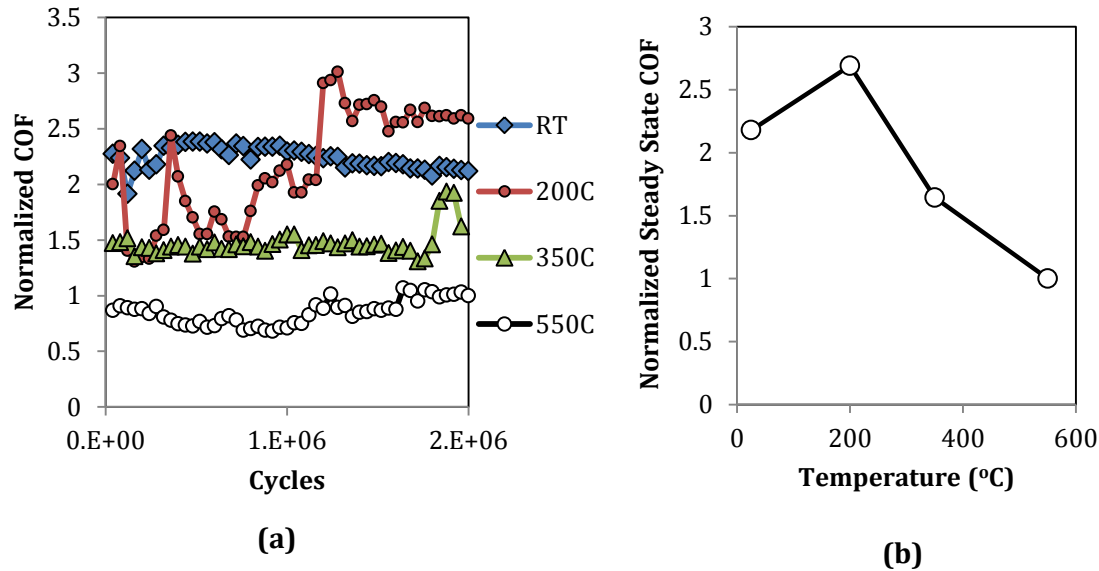 Normalized COF
3.5
3
2.5
2
1.5
1
0.5
0
0.E+00
1.E+06
2.E+06
Cycles
RT
200C
350C
550C
(a)
Normalized Steady State COF
3
2.5
2
1.5
1
0.5
0
0
200
400
600
Temperature (ºC)
(b)